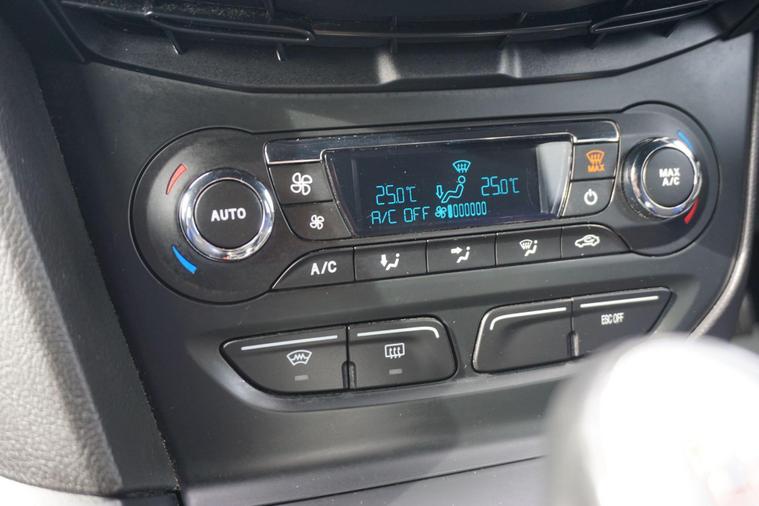 MAX
AUTO
25.0°C 25.0°C
A/C OFF
MAX
A/C
A/C
ESC OFF